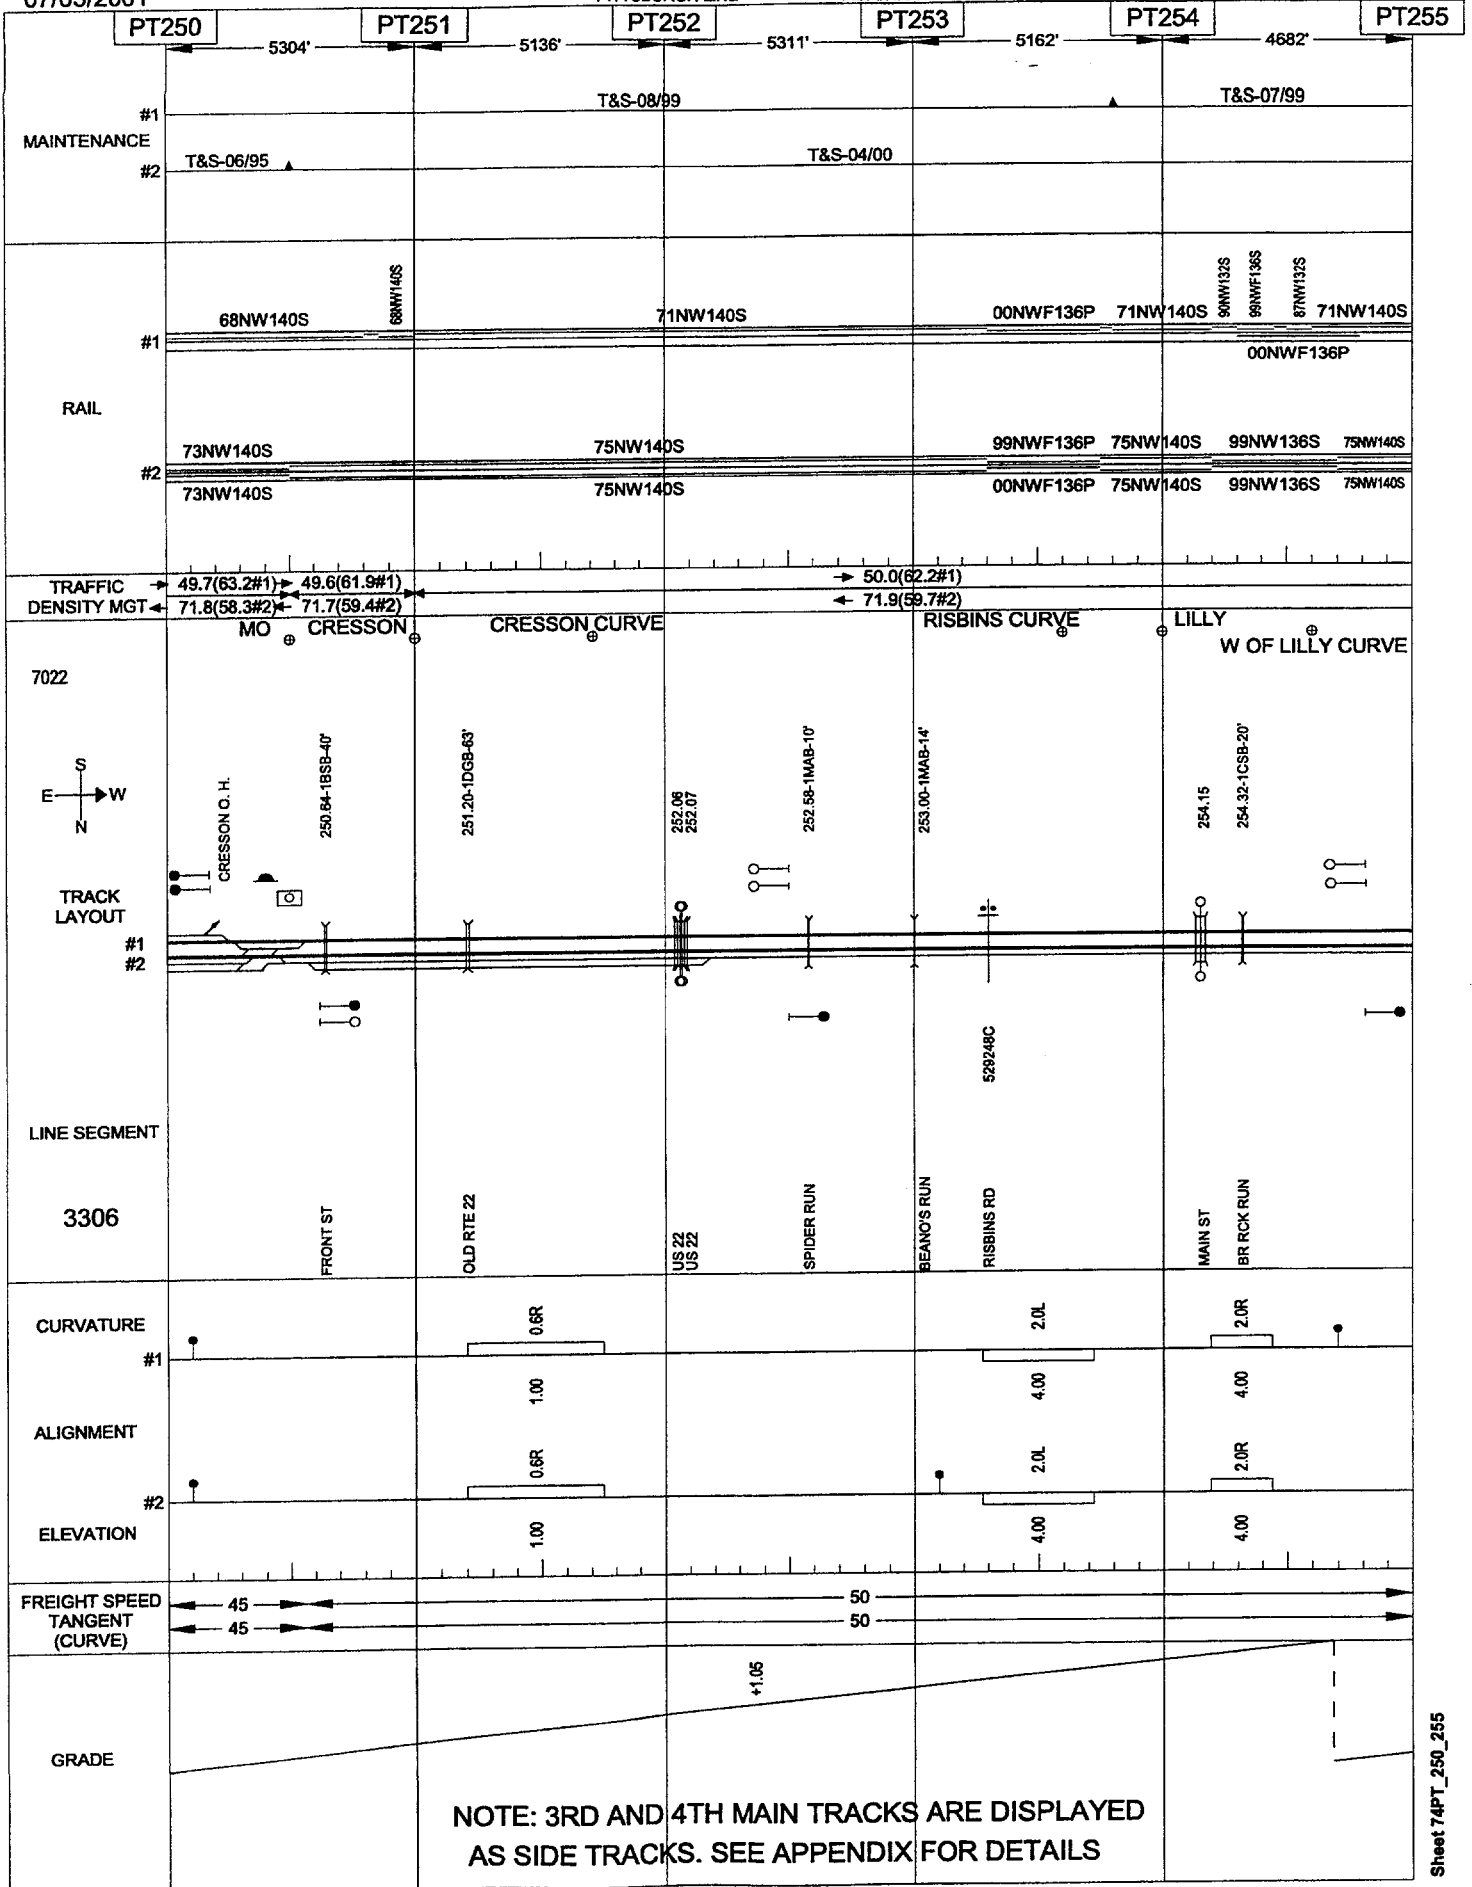 PT250 PT251 PT252 PT253 PT254 PT255
5304' 5136' 5311' 5162' 4682'
MAINTENANCE
#1 T&S-08/99 T&S-07/99
#2 T&S-06/95 T&S-04/00
RAIL
68NW140S 68NW140S 71NW140S 00NWF136P 71NW140S 90NW132S 99NWF136S 87NW132S 71NW140S
#1
00NWF136P
73NW140S 75NW140S 99NWF136P 75NW140S 99NW136S 75NW140S
#2
73NW140S 75NW140S 00NWF136P 75NW140S 99NW136S 75NW140S
TRAFFIC 49.7(63.2#1) 49.6(61.9#1) 50.0(62.2#1)
DENSITY MGT 71.8(58.3#2) 71.7(59.4#2) 71.9(59.7#2)
MO CRESSON CRESSON CURVE RISBINS CURVE LILLY
W OF LILLY CURVE
7022
S
E W
N
CRESSON O. H.
250.64-1BSB-40'
251.20-1DGB-63'
252.06
252.07
252.58-1MAB-10'
253.00-1MAB-14'
254.15
254.32-1CSB-20'
TRACK
LAYOUT
#1
#2
529248C
LINE SEGMENT
3306
FRONT ST
OLD RTE 22
US 22
US 22
SPIDER RUN
BEANO'S RUN
RISBINS RD
MAIN ST
BR RCK RUN
CURVATURE
#1
0.6R 2.0L 2.0R
1.00 4.00 4.00
ALIGNMENT
#2
0.6R 2.0L 2.0R
ELEVATION
1.00 4.00 4.00
FREIGHT SPEED 45 50
TANGENT 45 50
(CURVE)
+1.05
GRADE
NOTE: 3RD AND 4TH MAIN TRACKS ARE DISPLAYED
AS SIDE TRACKS. SEE APPENDIX FOR DETAILS
Sheet 74PT_250_255